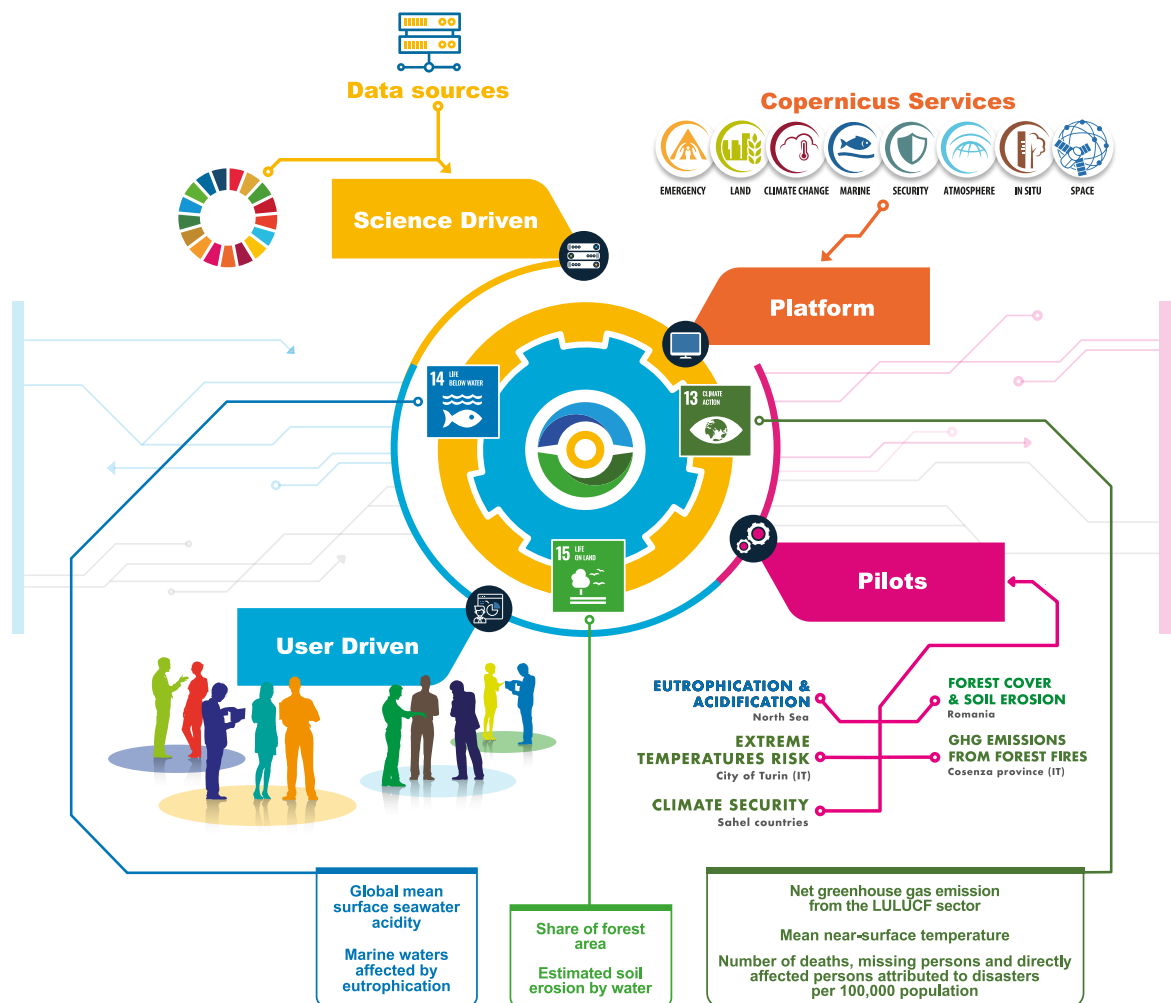 Data sources
Copernicus Services
EMERGENCY
LAND
CLIMATE CHANGE
MARINE
SECURITY
ATMOSPHERE
IN SITU
SPACE
Science Driven
Platform
14 LIFE
BELOW WATER
13 CLIMATE
ACTION
15 LIFE
ON LAND
Pilots
User Driven
EUTROPHICATION &
ACIDIFICATION
North Sea
FOREST COVER
& SOIL EROSION
Romania
EXTREME
TEMPERATURES RISK
City of Turin (IT)
GHG EMISSIONS
FROM FOREST FIRES
Cosenza province (IT)
CLIMATE SECURITY
Sahel countries
Global mean
surface seawater
acidity
Marine waters
affected by
eutrophication
Share of forest
area
Estimated soil
erosion by water
Net greenhouse gas emission
from the LULUCF sector
Mean near-surface temperature
Number of deaths, missing persons and directly
affected persons attributed to disasters
per 100,000 population